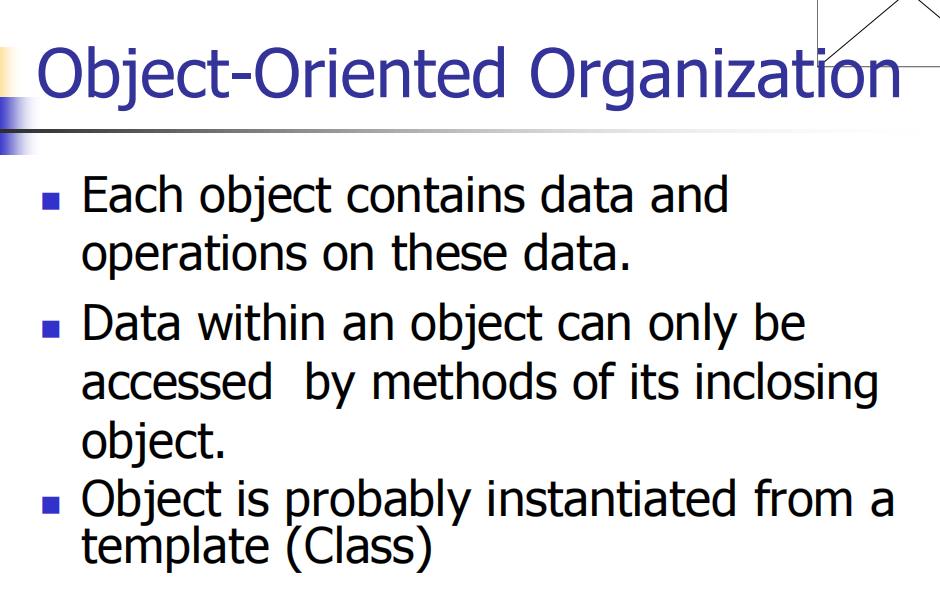 Object-Oriented Organization
Each object contains data and
operations on these data.
Data within an object can only be
accessed by methods of its inclosing
object.
Object is probably instantiated from a
template (Class)